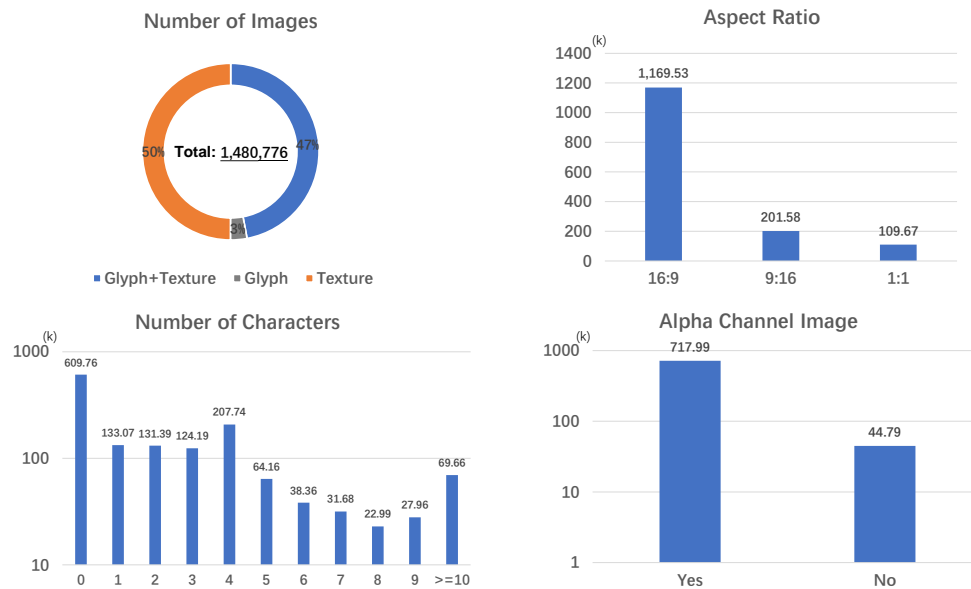 Number of Images
50%
Total: 1,480,776
47%
3%
Glyph+Texture Glyph Texture
Aspect Ratio
(k)
1400
1200
1000
800
600
400
200
0
1,169.53
201.58
109.67
16:9 9:16 1:1
Number of Characters
(k)
1000
100
10
609.76
133.07 131.39 124.19 207.74 64.16 38.36 31.68 22.99 27.96 69.66
0 1 2 3 4 5 6 7 8 9 >=10
Alpha Channel Image
(k)
1000
100
10
1
717.99
44.79
Yes No